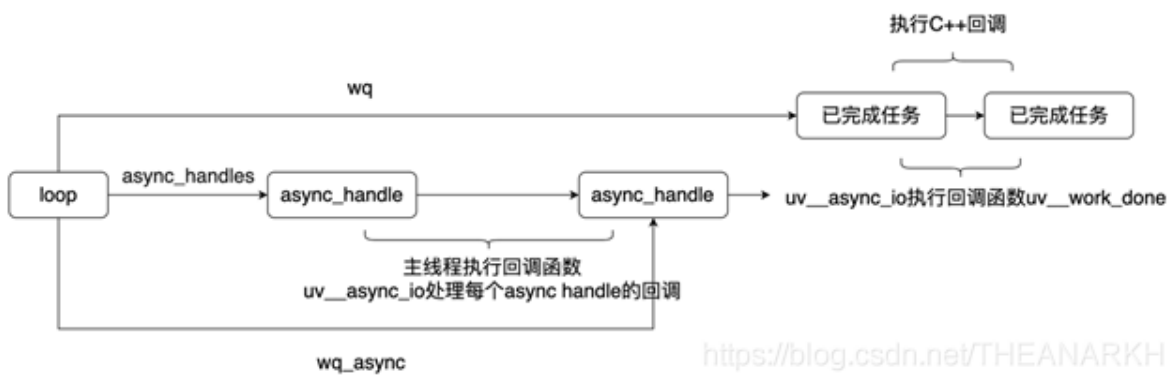 执行C++回调
wq
已完成任务
已完成任务
async_handles
loop
async_handle
async_handle
uv__async_io执行回调函数uv__work_done
主线程执行回调函数
uv__async_io处理每个async handle的回调
wq_async
https://blog.csdn.net/THEANARKH